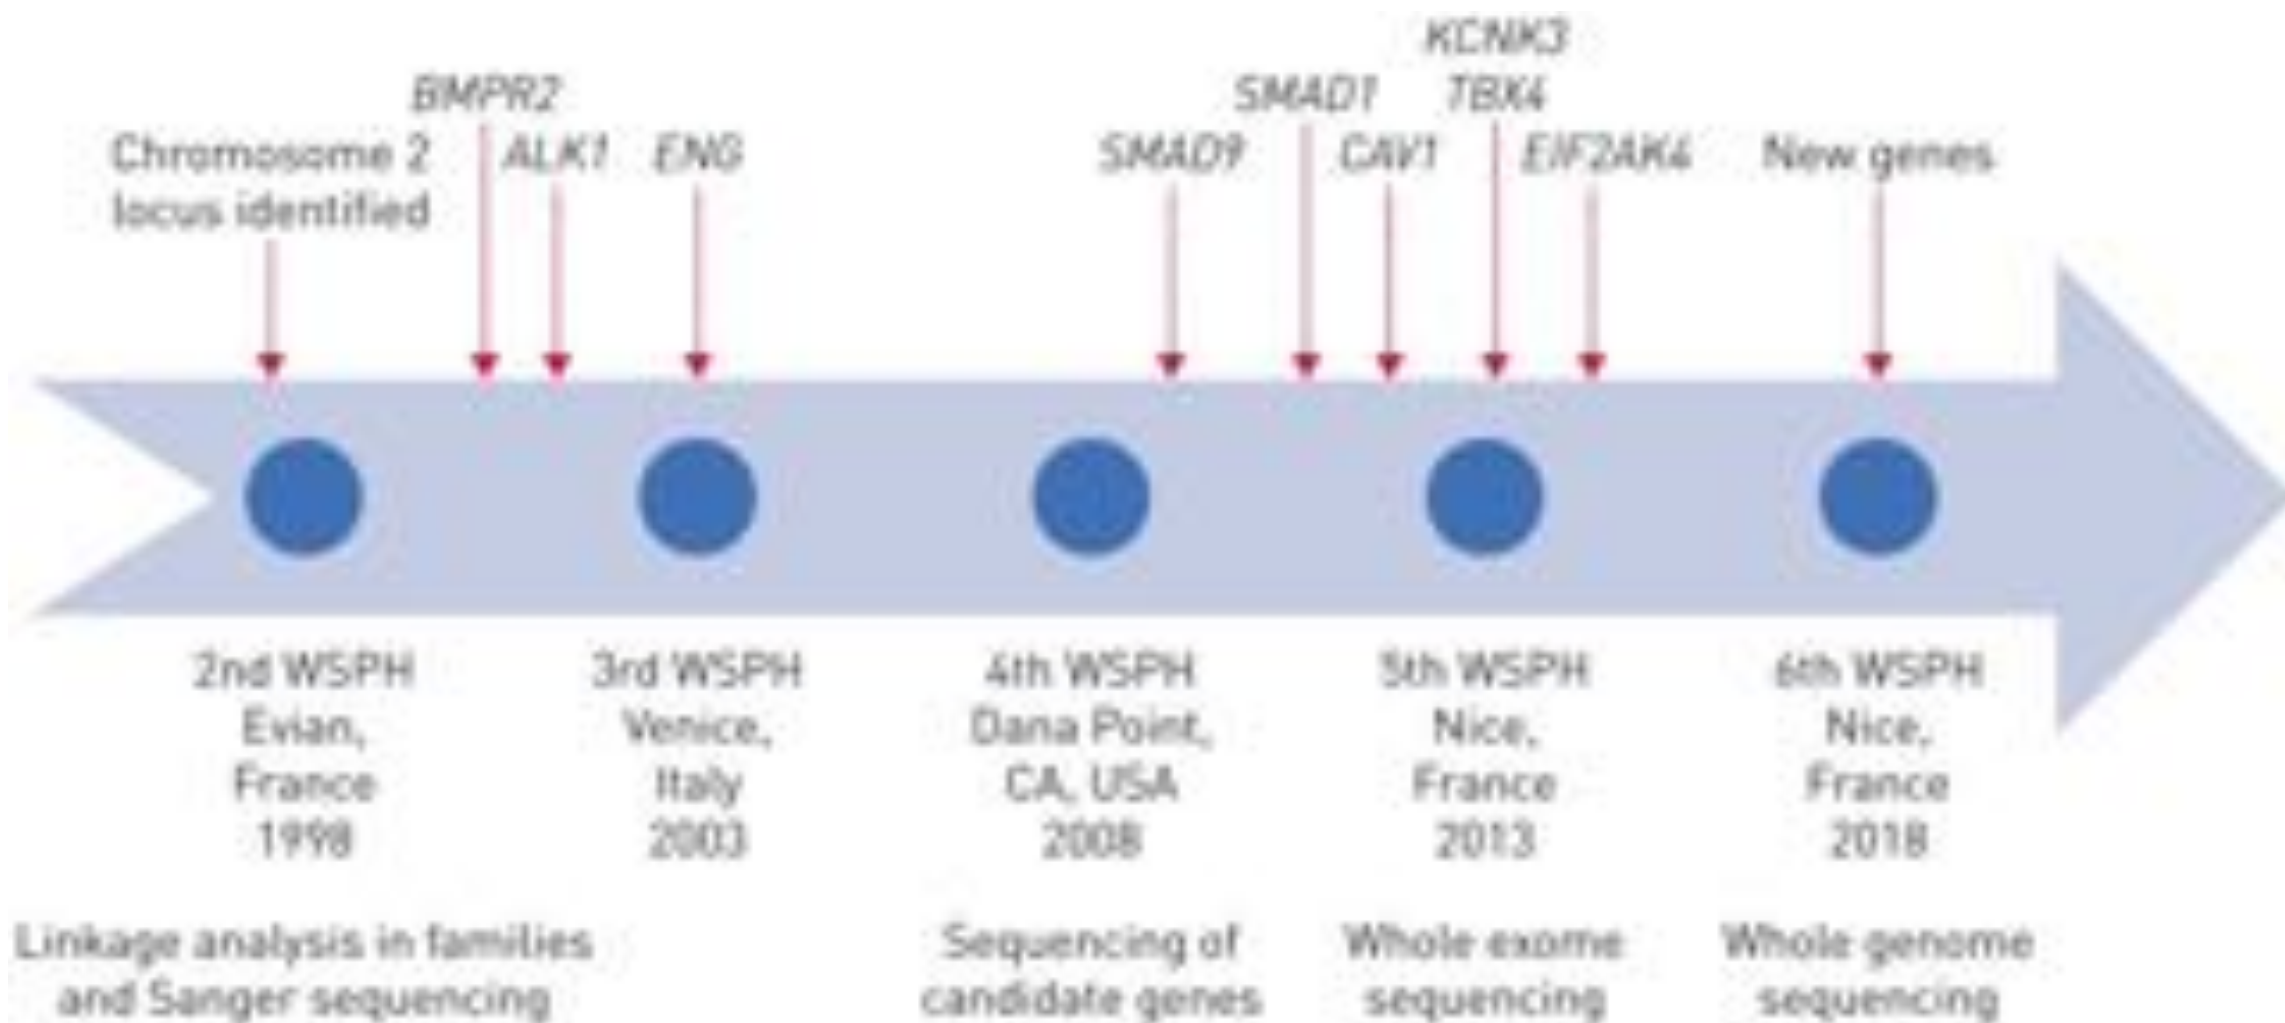 KCNK3
BMPR2
SMAD1
TBX4
Chromosome 2
locus identified
ALK1
ENG
SMAD9
CAV1
EIF2AK4
New genes
2nd WSPH
Evian,
France
1998
3rd WSPH
Venice,
Italy
2003
4th WSPH
Dana Point,
CA, USA
2008
5th WSPH
Nice,
France
2013
6th WSPH
Nice,
France
2018
Linkage analysis in families
and Sanger sequencing
Sequencing of
candidate genes
Whole exome
sequencing
Whole genome
sequencing